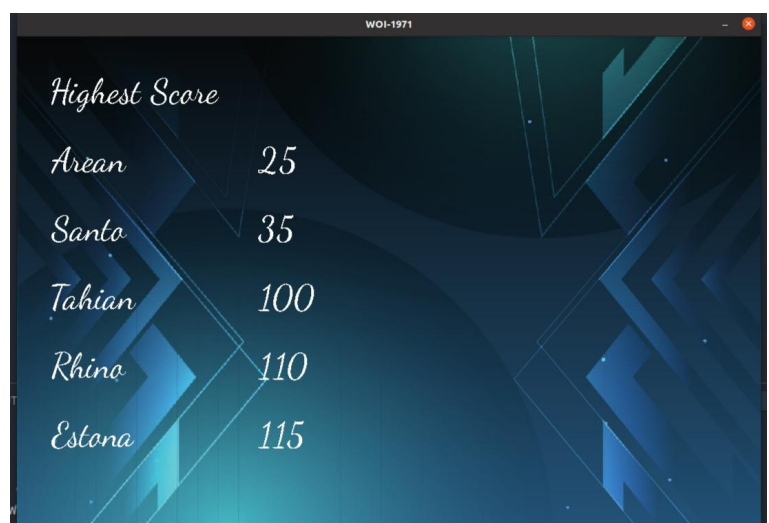 WOI-1971
Highest Score
Arean 25
Santo 35
Tahian 100
Rhino 110
Estona 115